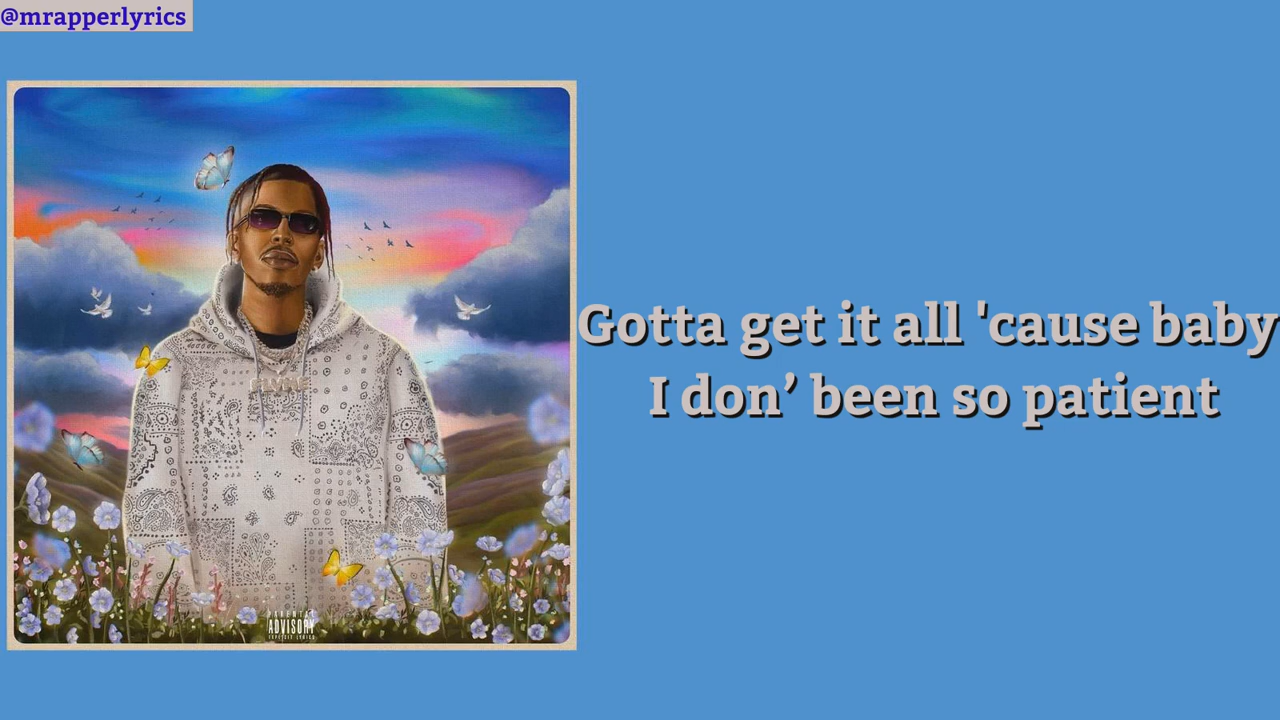 @mrapperlyrics
Gotta get it all 'cause baby
I don’ been so patient
PARENTAL
ADVISORY
EXPLICIT LYRICS